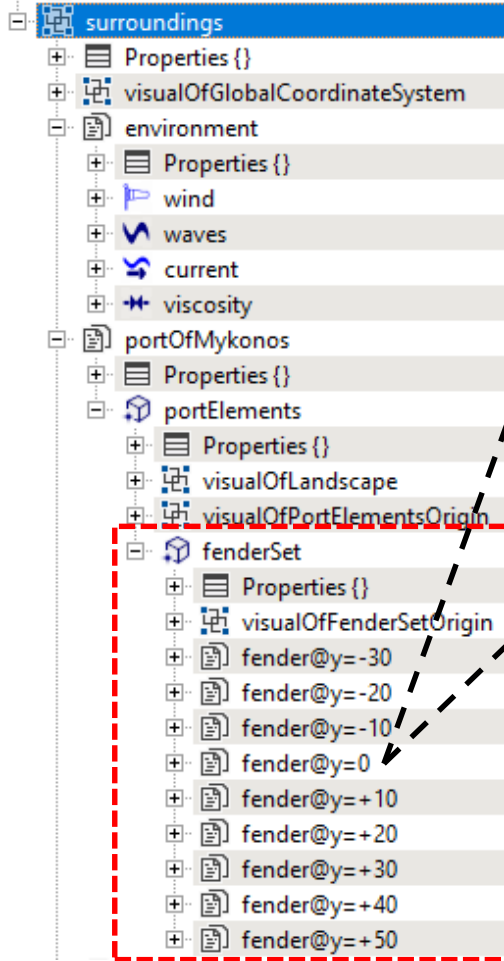 surroundings
Properties {}
visualOfGlobalCoordinateSystem
environment
Properties {}
wind
waves
current
viscosity
portOfMykonos
Properties {}
portElements
Properties {}
visualOfLandscape
visualOfPortElementsOrigin
fenderSet
Properties {}
visualOfFenderSetOrigin
fender@y=-30
fender@y=-20
fender@y=-10
fender@y=0
fender@y=+10
fender@y=+20
fender@y=+30
fender@y=+40
fender@y=+50